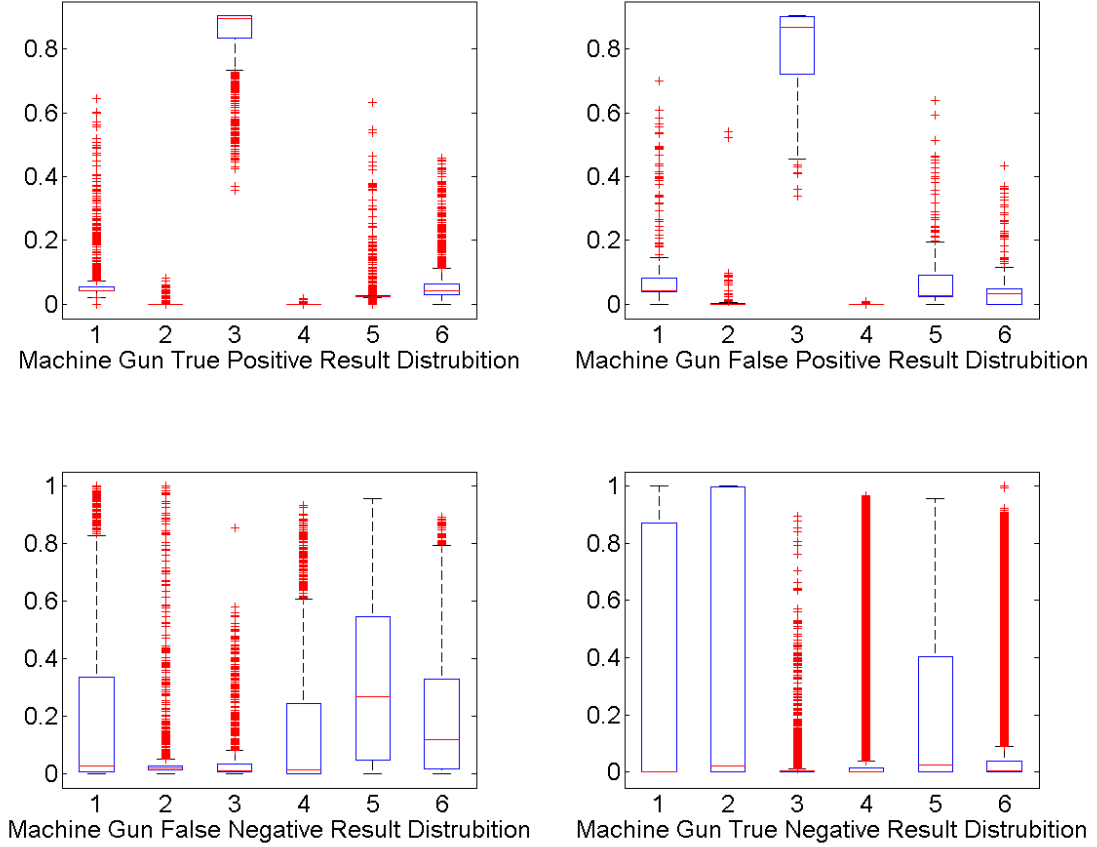 0.8
0.6
0.4
0.2
0
1 2 3 4 5 6
Machine Gun True Positive Result Distrubition
0.8
0.6
0.4
0.2
0
1 2 3 4 5 6
Machine Gun False Positive Result Distrubition
1
0.8
0.6
0.4
0.2
0
1 2 3 4 5 6
Machine Gun False Negative Result Distrubition
1
0.8
0.6
0.4
0.2
0
1 2 3 4 5 6
Machine Gun True Negative Result Distrubition